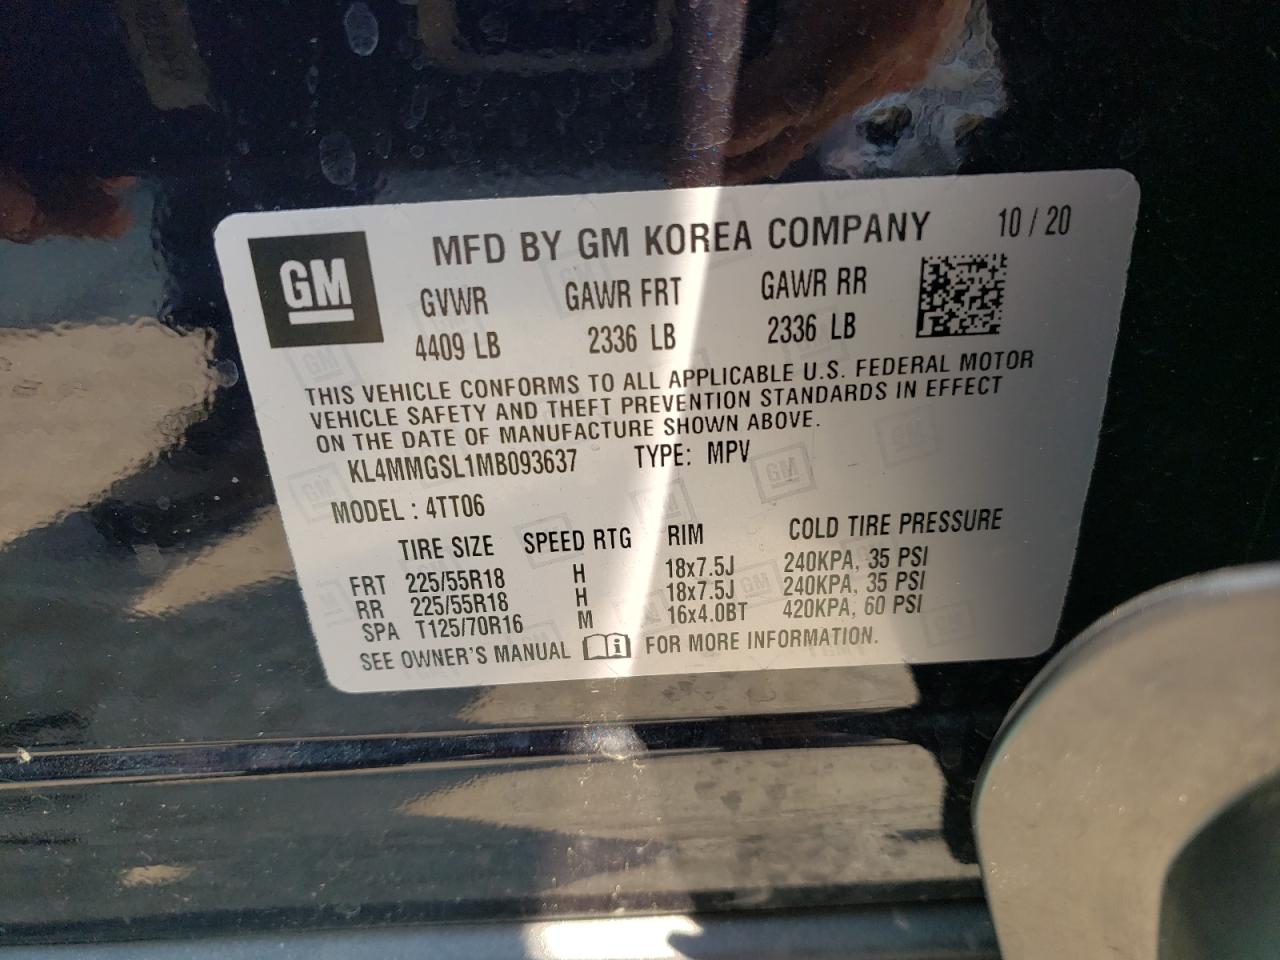 GM
MFD BY GM KOREA COMPANY 10 / 20
GVWR GAWR FRT GAWR RR
4409 LB 2336 LB 2336 LB
THIS VEHICLE CONFORMS TO ALL APPLICABLE U.S. FEDERAL MOTOR
VEHICLE SAFETY AND THEFT PREVENTION STANDARDS IN EFFECT
ON THE DATE OF MANUFACTURE SHOWN ABOVE.
KL4MMGSL1MB093637 TYPE: MPV
MODEL : 4TT06
TIRE SIZE SPEED RTG RIM COLD TIRE PRESSURE
FRT 225/55R18 H 18x7.5J 240KPA, 35 PSI
RR 225/55R18 H 18x7.5J 240KPA, 35 PSI
SPA T125/70R16 M 16x4.0BT 420KPA, 60 PSI
SEE OWNER'S MANUAL i FOR MORE INFORMATION.